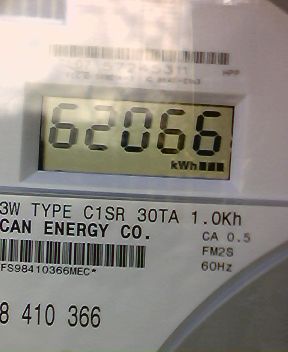 62066
kWh
3W TYPE C1SR 30TA 1.0Kh
CAN ENERGY CO.
CA 0.5
FM2S
60Hz
FS98410366MEC*
8 410 366